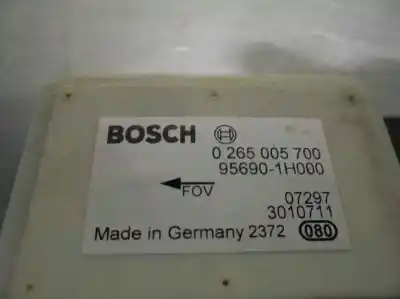 BOSCH
0 265 005 700
95690-1H000
FOV
07297
3010711
Made in Germany 2372 080